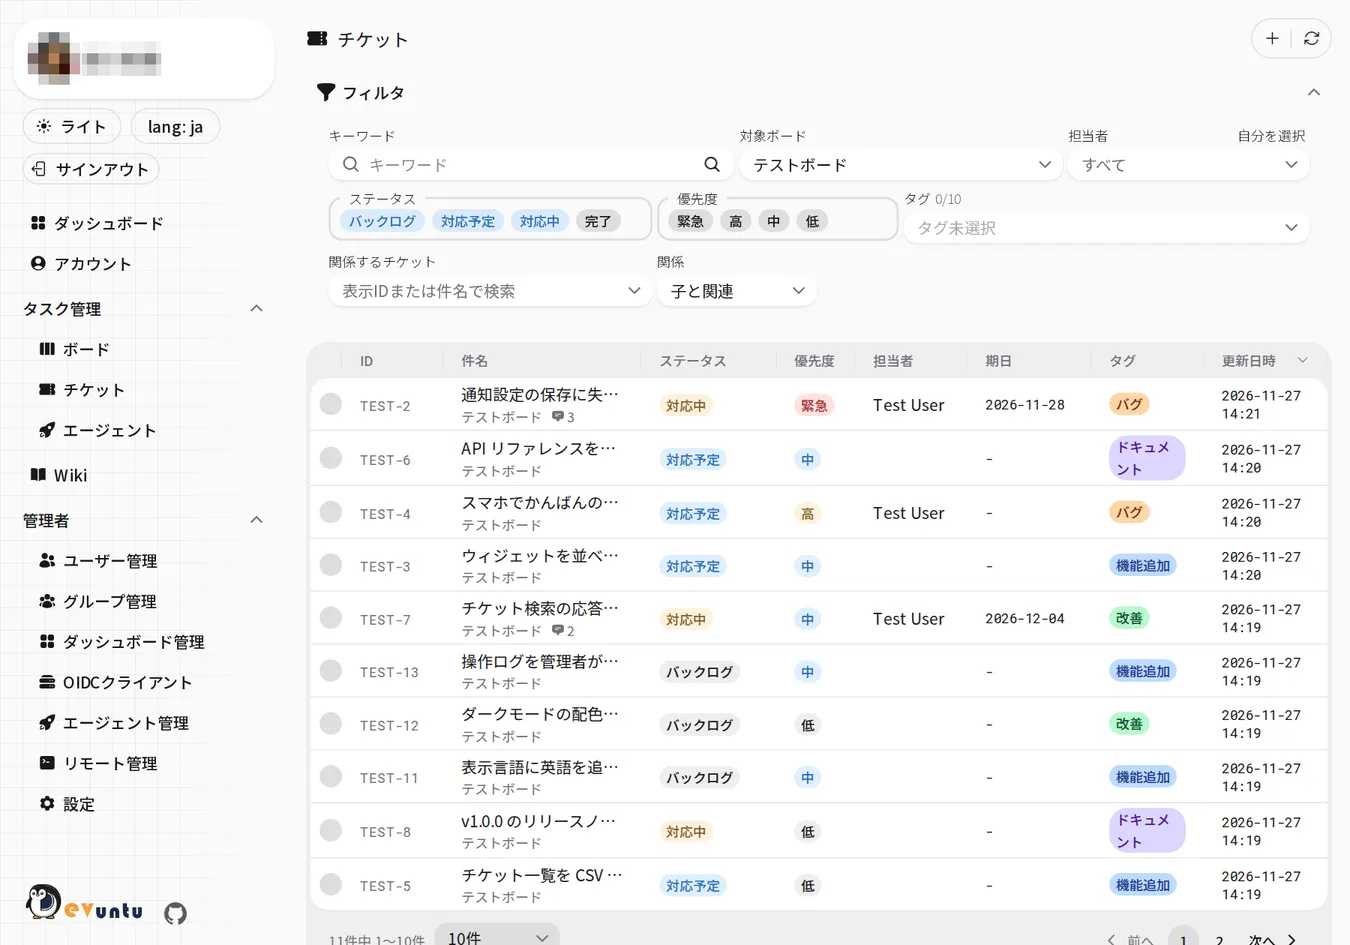 ライト
lang: ja
サインアウト
ダッシュボード
アカウント
タスク管理
ボード
チケット
エージェント
Wiki
管理者
ユーザー管理
グループ管理
ダッシュボード管理
OIDCクライアント
エージェント管理
リモート管理
設定
evuntu
チケット
フィルタ
キーワード
キーワード
対象ボード
テストボード
担当者
自分を選択
すべて
ステータス
バックログ 対応予定 対応中 完了
優先度
緊急 高 中 低
タグ 0/10
タグ未選択
関係するチケット
表示IDまたは件名で検索
関係
子と関連
ID 件名 ステータス 優先度 担当者 期日 タグ 更新日時
TEST-2 通知設定の保存に失… 対応中 緊急 Test User 2026-11-28 バグ 2026-11-27
テストボード 3 14:21
TEST-6 API リファレンスを… 対応予定 中 - ドキュメ 2026-11-27
テストボード ント 14:20
TEST-4 スマホでかんばんの… 対応予定 高 Test User - バグ 2026-11-27
テストボード 14:20
TEST-3 ウィジェットを並べ… 対応予定 中 - 機能追加 2026-11-27
テストボード 14:20
TEST-7 チケット検索の応答… 対応中 中 Test User 2026-12-04 改善 2026-11-27
テストボード 2 14:19
TEST-13 操作ログを管理者が… バックログ 中 - 機能追加 2026-11-27
テストボード 14:19
TEST-12 ダークモードの配色… バックログ 低 - 改善 2026-11-27
テストボード 14:19
TEST-11 表示言語に英語を追… バックログ 中 - 機能追加 2026-11-27
テストボード 14:19
TEST-8 v1.0.0 のリリースノ… 対応中 低 - ドキュメ 2026-11-27
テストボード ント 14:19
TEST-5 チケット一覧を CSV … 対応予定 低 - 機能追加 2026-11-27
テストボード 14:19
11件中 1〜10件 10件 前へ 1 2 次へ